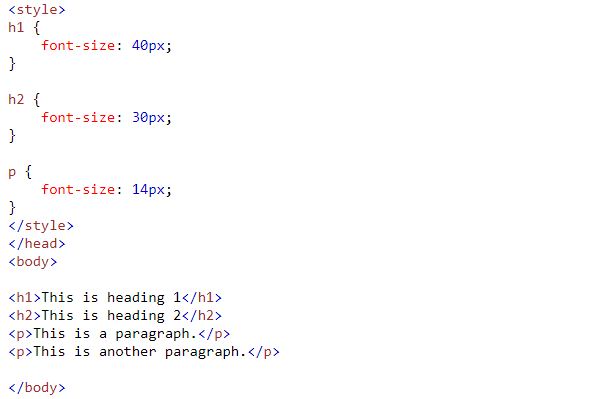 <style>
h1 {
    font-size: 40px;
}

h2 {
    font-size: 30px;
}

p {
    font-size: 14px;
}
</style>
</head>
<body>

<h1>This is heading 1</h1>
<h2>This is heading 2</h2>
<p>This is a paragraph.</p>
<p>This is another paragraph.</p>

</body>